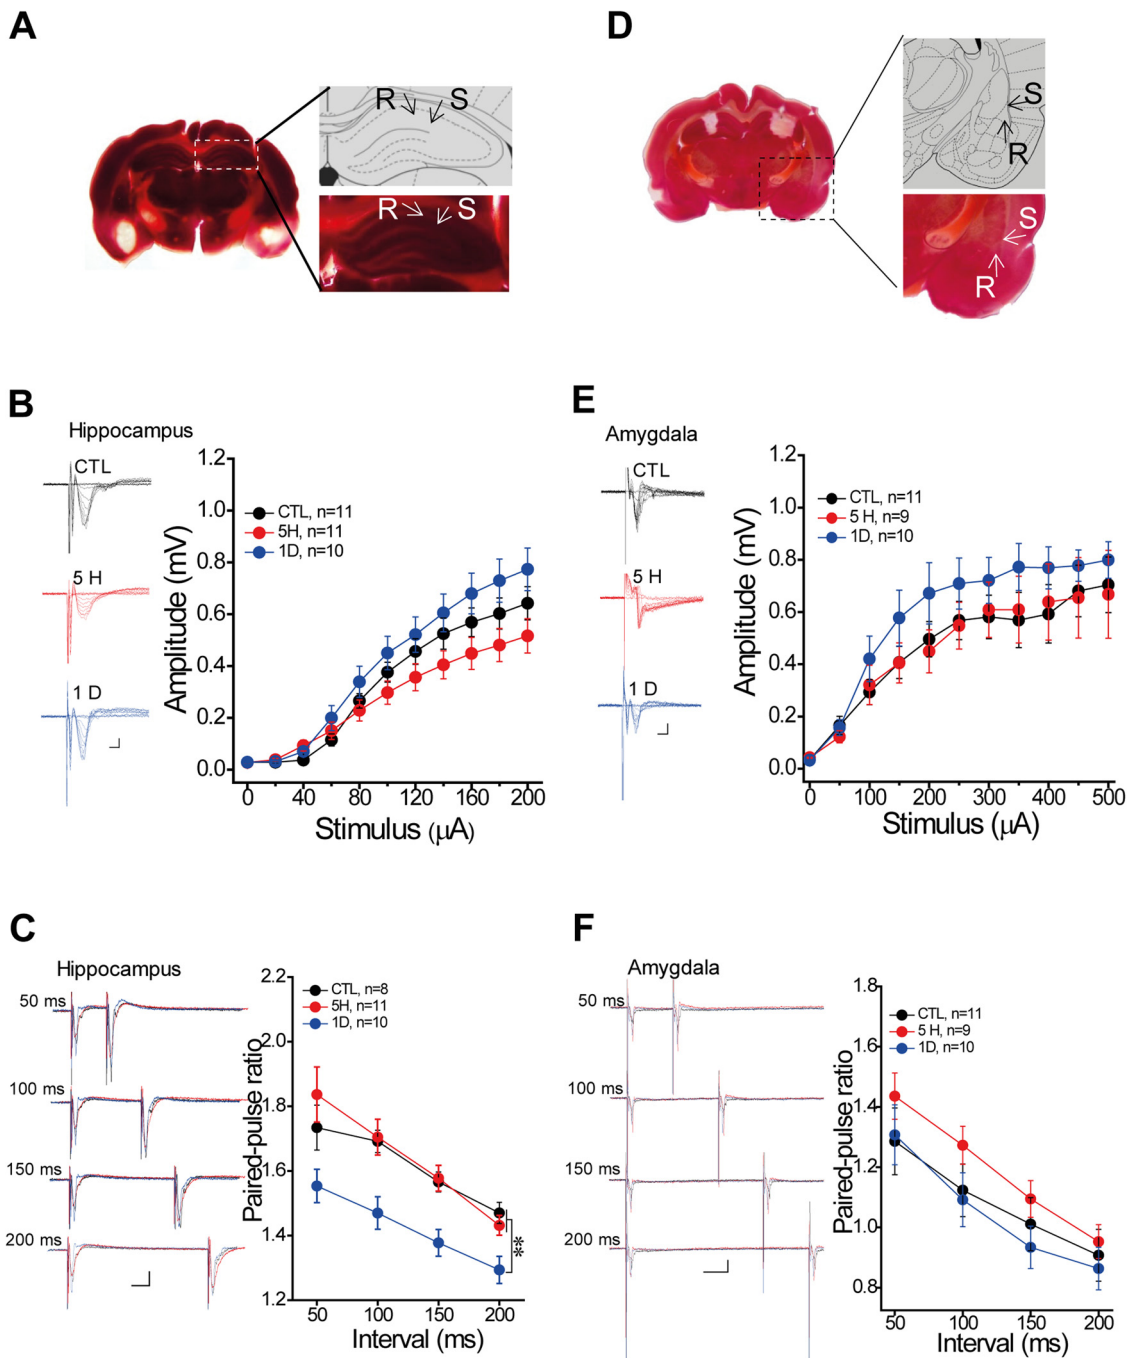 A
R S
R S
D
S
R
S
R
B
Hippocampus
CTL
5 H
1 D
Amplitude (mV)
1.2
1.0
0.8
0.6
0.4
0.2
0.0
CTL, n=11
5H, n=11
1D, n=10
0 40 80 120 160 200
Stimulus (μA)
E
Amygdala
CTL
5 H
1 D
Amplitude (mV)
1.2
1.0
0.8
0.6
0.4
0.2
0.0
CTL, n=11
5 H, n=9
1D, n=10
0 100 200 300 400 500
Stimulus (μA)
C
Hippocampus
50 ms
100 ms
150 ms
200 ms
Paired-pulse ratio
2.2
2.0
1.8
1.6
1.4
1.2
CTL, n=8
5H, n=11
1D, n=10
**
50 100 150 200
Interval (ms)
F
Amygdala
50 ms
100 ms
150 ms
200 ms
Paired-pulse ratio
1.8
1.6
1.4
1.2
1.0
0.8
CTL, n=11
5 H, n=9
1D, n=10
50 100 150 200
Interval (ms)